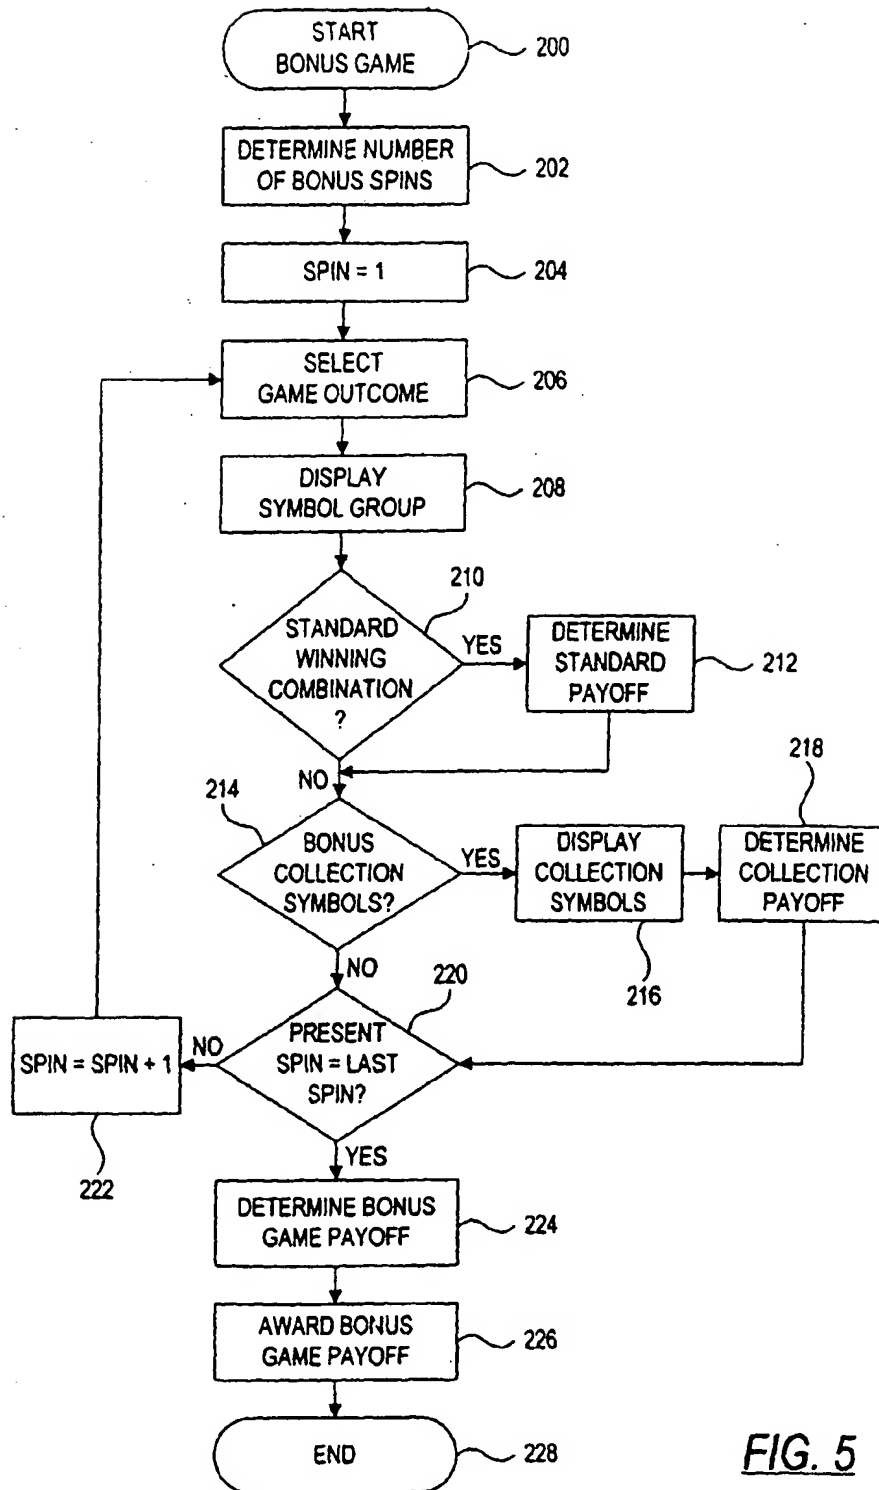 START
BONUS GAME
200
DETERMINE NUMBER
OF BONUS SPINS
202
SPIN = 1
204
SELECT
GAME OUTCOME
206
DISPLAY
SYMBOL GROUP
208
210
STANDARD
WINNING
COMBINATION
?
YES
DETERMINE
STANDARD
PAYOFF
212
NO
214
BONUS
COLLECTION
SYMBOLS?
YES
DISPLAY
COLLECTION
SYMBOLS
216
218
DETERMINE
COLLECTION
PAYOFF
NO
220
PRESENT
SPIN = LAST
SPIN?
NO
SPIN = SPIN + 1
222
YES
DETERMINE BONUS
GAME PAYOFF
224
AWARD BONUS
GAME PAYOFF
226
END
228
FIG. 5